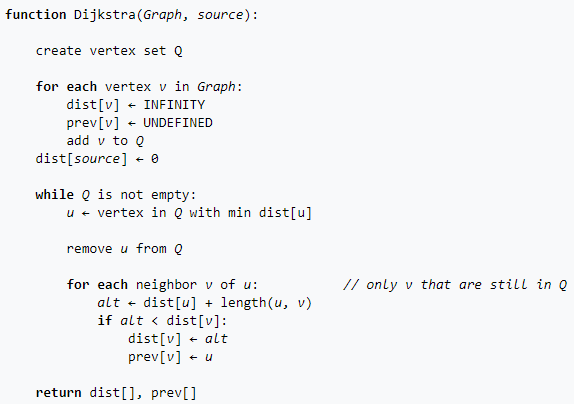 function Dijkstra(Graph, source):
create vertex set Q
for each vertex v in Graph:
dist[v] ← INFINITY
prev[v] ← UNDEFINED
add v to Q
dist[source] ← 0
while Q is not empty:
u ← vertex in Q with min dist[u]
remove u from Q
for each neighbor v of u: // only v that are still in Q
alt ← dist[u] + length(u, v)
if alt < dist[v]:
dist[v] ← alt
prev[v] ← u
return dist[], prev[]